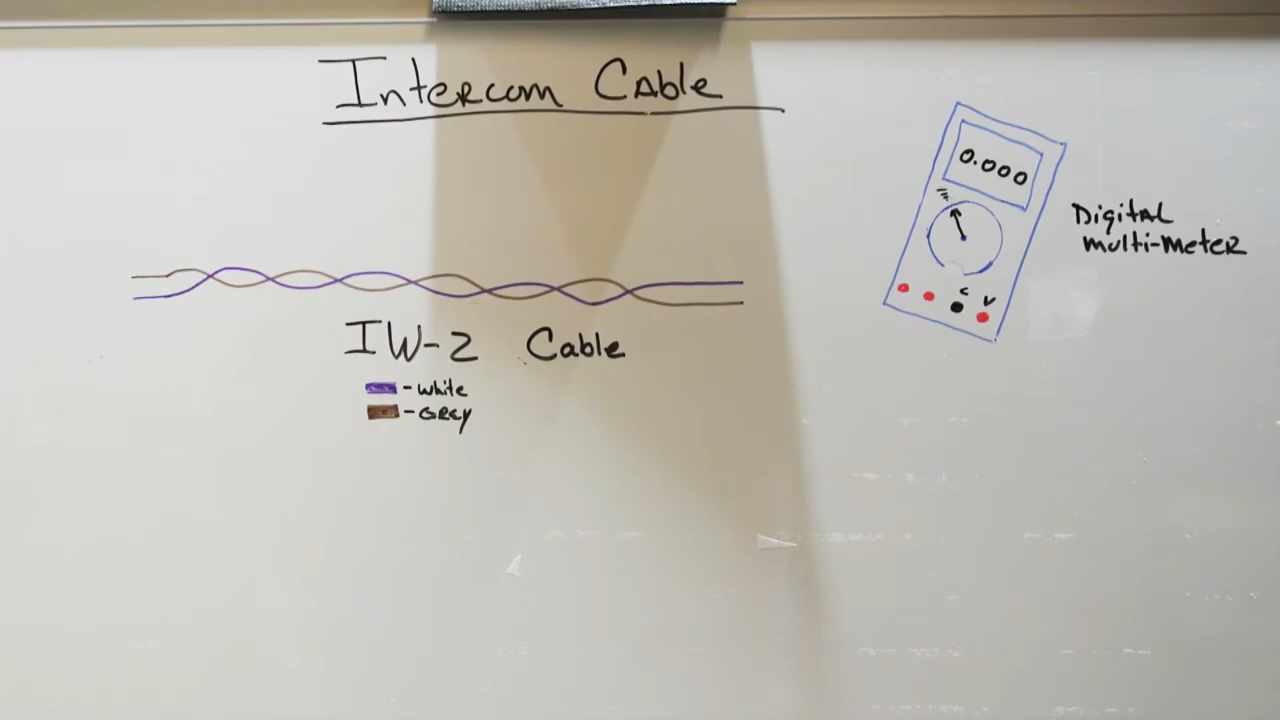 Intercom Cable
0.000
Digital
multi-meter
C V
IW-2 Cable
- white
- GREY